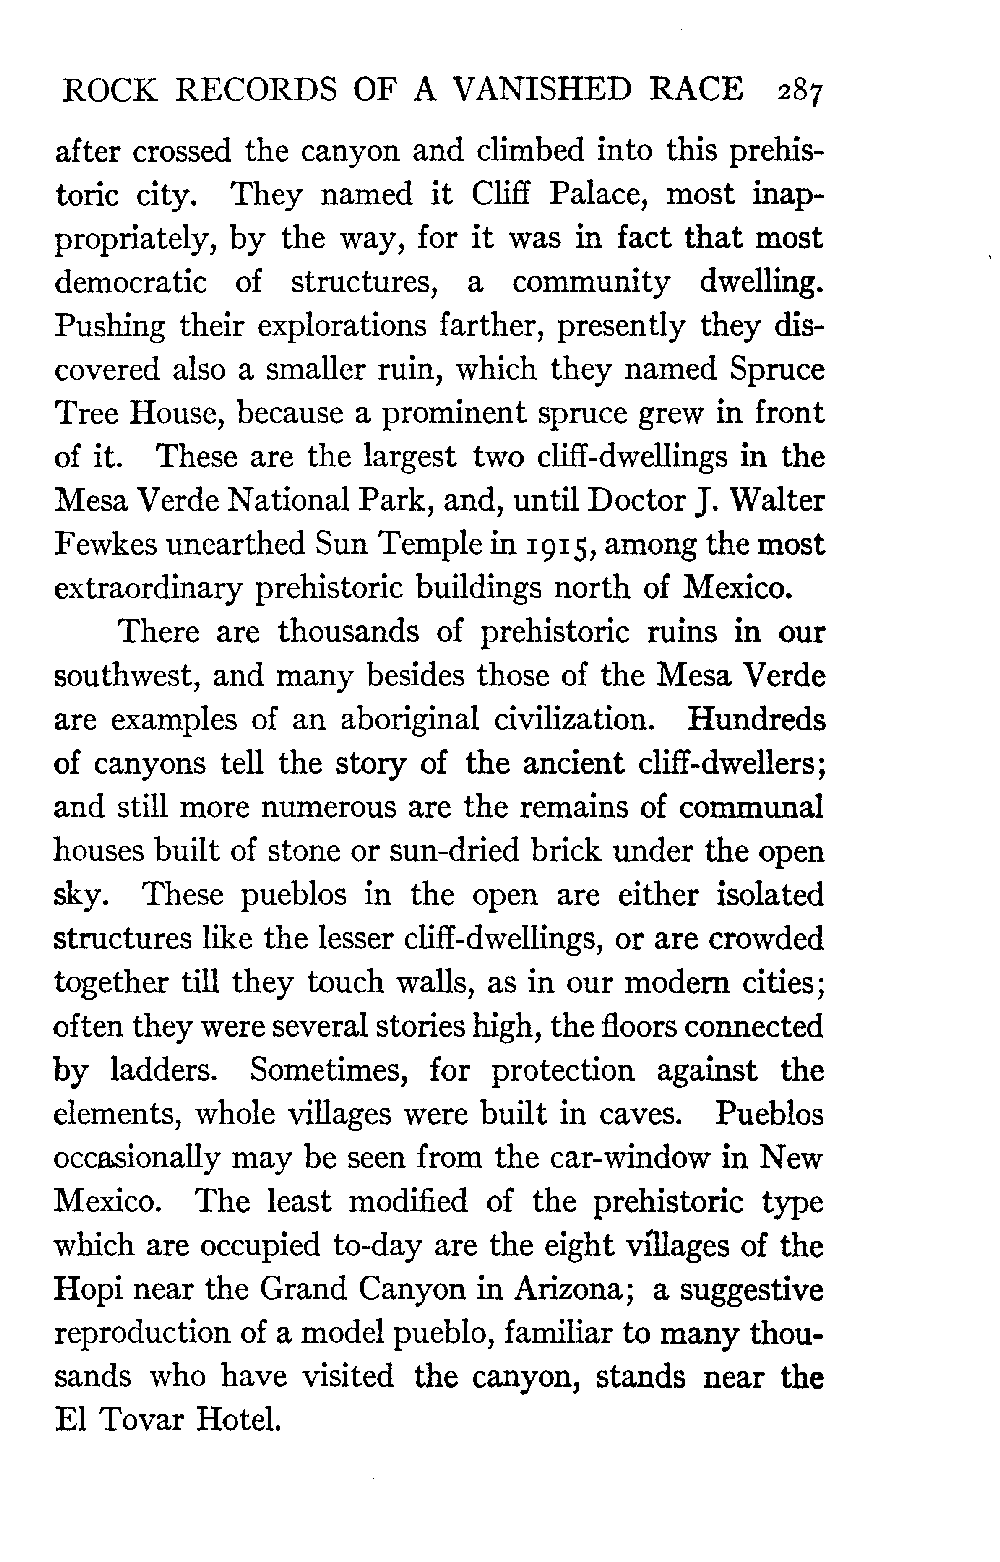 ROCK RECORDS OF A VANISHED RACE 287
after crossed the canyon and climbed into this prehis-
toric city. They named it Cliff Palace, most inap-
propriately, by the way, for it was in fact that most
democratic of structures, a community dwelling.
Pushing their explorations farther, presently they dis-
covered also a smaller ruin, which they named Spruce
Tree House, because a prominent spruce grew in front
of it. These are the largest two cliff-dwellings in the
Mesa Verde National Park, and, until Doctor J. Walter
Fewkes unearthed Sun Temple in 1915, among the most
extraordinary prehistoric buildings north of Mexico.
There are thousands of prehistoric ruins in our
southwest, and many besides those of the Mesa Verde
are examples of an aboriginal civilization. Hundreds
of canyons tell the story of the ancient cliff-dwellers;
and still more numerous are the remains of communal
houses built of stone or sun-dried brick under the open
sky. These pueblos in the open are either isolated
structures like the lesser cliff-dwellings, or are crowded
together till they touch walls, as in our modern cities;
often they were several stories high, the floors connected
by ladders. Sometimes, for protection against the
elements, whole villages were built in caves. Pueblos
occasionally may be seen from the car-window in New
Mexico. The least modified of the prehistoric type
which are occupied to-day are the eight villages of the
Hopi near the Grand Canyon in Arizona; a suggestive
reproduction of a model pueblo, familiar to many thou-
sands who have visited the canyon, stands near the
El Tovar Hotel.